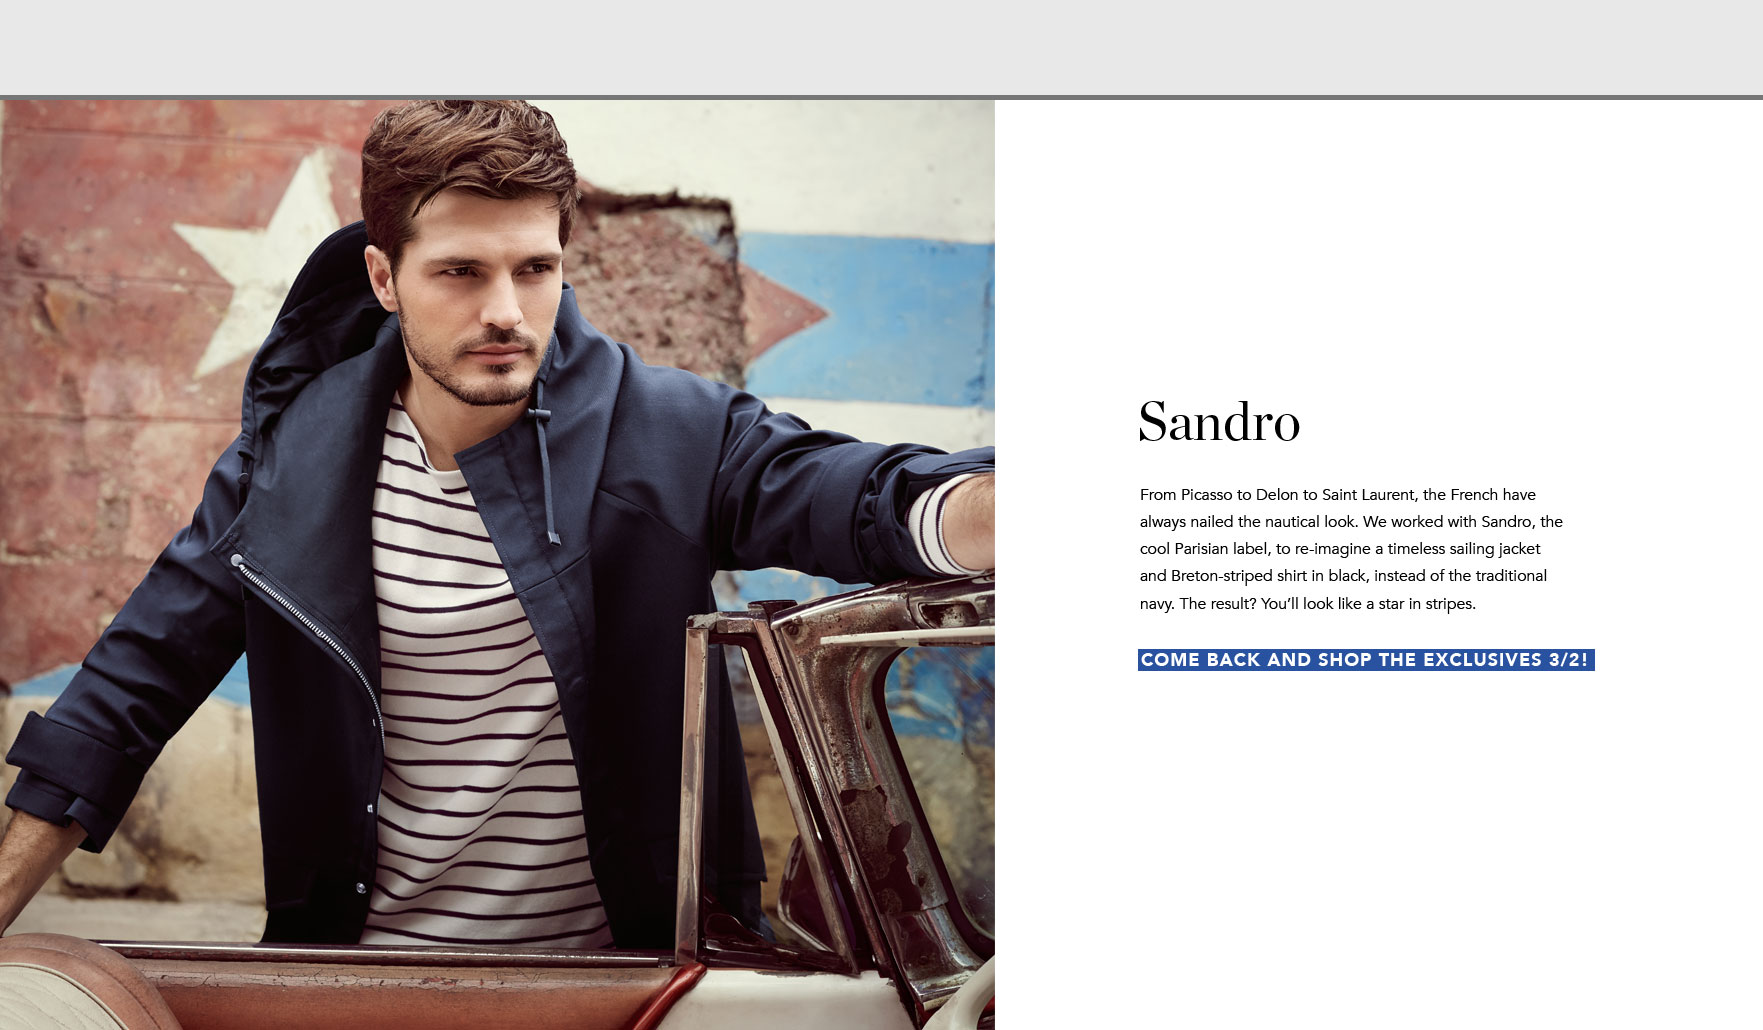 Sandro
From Picasso to Delon to Saint Laurent, the French have
always nailed the nautical look. We worked with Sandro, the
cool Parisian label, to re-imagine a timeless sailing jacket
and Breton-striped shirt in black, instead of the traditional
navy. The result? You’ll look like a star in stripes.
COME BACK AND SHOP THE EXCLUSIVES 3/2!